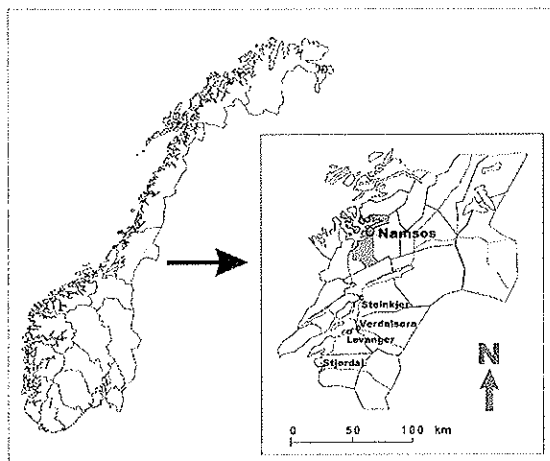 Namsos
Steinkjer
Verdalsøra
Levanger
Stjørdal
N
0 50 100 km